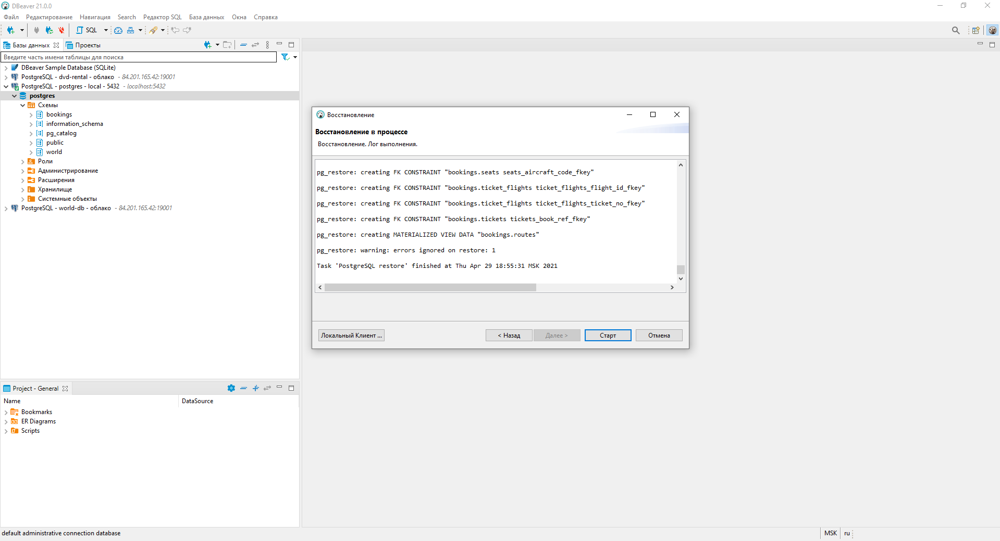 DBeaver 21.0.0
Файл Редактирование Навигация Search Редактор SQL База данных Окна Справка
SQL
Базы данных Проекты
Введите часть имени таблицы для поиска
DBeaver Sample Database (SQLite)
PostgreSQL - dvd-rental - облако - 84.201.165.42:19001
PostgreSQL - postgres - local - 5432 - localhost:5432
postgres
Схемы
bookings
information_schema
pg_catalog
public
world
Роли
Администрирование
Расширения
Хранилище
Системные объекты
PostgreSQL - world-db - облако - 84.201.165.42:19001
Восстановление
Восстановление в процессе
Восстановление. Лог выполнения.
pg_restore: creating FK CONSTRAINT "bookings.seats seats_aircraft_code_fkey"
pg_restore: creating FK CONSTRAINT "bookings.ticket_flights ticket_flights_flight_id_fkey"
pg_restore: creating FK CONSTRAINT "bookings.ticket_flights ticket_flights_ticket_no_fkey"
pg_restore: creating FK CONSTRAINT "bookings.tickets tickets_book_ref_fkey"
pg_restore: creating MATERIALIZED VIEW DATA "bookings.routes"
pg_restore: warning: errors ignored on restore: 1
Task 'PostgreSQL restore' finished at Thu Apr 29 18:55:31 MSK 2021
Локальный Клиент ... < Назад Далее > Старт Отмена
Project - General
Name DataSource
Bookmarks
ER Diagrams
Scripts
default administrative connection database MSK ru